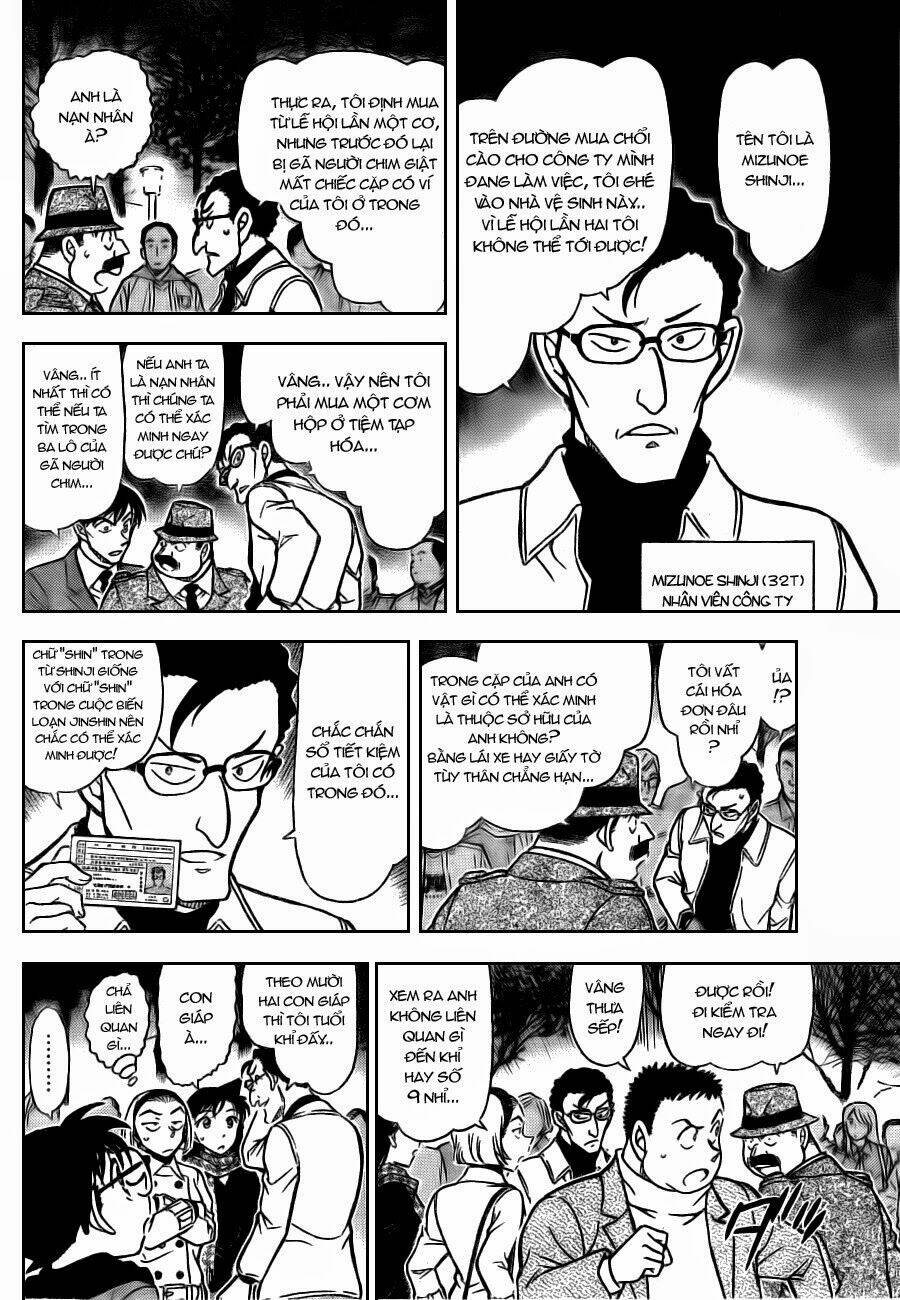 TÊN TÔI LÀ
MIZUNOE
SHINJI...
TRÊN ĐƯỜNG MUA CHỔI
CÀO CHO CÔNG TY MÌNH
ĐANG LÀM VIỆC, TÔI GHÉ
VÀO NHÀ VỆ SINH NÀY..
VÌ LỄ HỘI LẦN HAI TÔI
KHÔNG THỂ TỚI ĐƯỢC!
MIZUNOE SHINJI (32T)
NHÂN VIÊN CÔNG TY
THỰC RA, TÔI ĐỊNH MUA
TỪ LỄ HỘI LẦN MỘT CƠ,
NHƯNG TRƯỚC ĐÓ LẠI
BỊ GÃ NGƯỜI CHIM GIẬT
MẤT CHIẾC CẶP CÓ VÍ
CỦA TÔI Ở TRONG
ĐÓ...
ANH LÀ
NẠN NHÂN
À?
VÂNG.. VẬY NÊN TÔI
PHẢI MUA MỘT CƠM
HỘP Ở TIỆM TẠP
HÓA...
NẾU ANH TA
LÀ NẠN NHÂN
THÌ CHÚNG TA
CÓ THỂ XÁC
MINH NGAY
ĐƯỢC CHỨ?
VÂNG.. ÍT
NHẤT THÌ CÓ
THỂ NẾU TA
TÌM TRONG
BA LÔ CỦA
GÃ NGƯỜI
CHIM...
ỦA
!?
TÔI VẤT
CÁI HÓA
ĐƠN ĐÂU
RỒI NHỈ
?
TRONG CẶP CỦA ANH CÓ
VẬT GÌ CÓ THỂ XÁC MINH
LÀ THUỘC SỞ HỮU CỦA
ANH KHÔNG?
BẰNG LÁI XE HAY GIẤY TỜ
TÙY THÂN CHẲNG HẠN...
CHẮC CHẮN
SỔ TIẾT KIỆM
CỦA TÔI CÓ
TRONG ĐÓ...
CHỮ "SHIN" TRONG
TỪ SHINJI GIỐNG
VỚI CHỮ "SHIN"
TRONG CUỘC BIẾN
LOẠN JINSHIN NÊN
CHẮC CÓ THỂ XÁC
MINH ĐƯỢC!
ĐƯỢC RỒI!
ĐI KIỂM TRA
NGAY ĐI!
VÂNG
THƯA
SẾP!
XEM RA ANH
KHÔNG LIÊN
QUAN GÌ
ĐẾN KHỈ
HAY SỐ
9 NHỈ...
THEO MƯỜI
HAI CON GIÁP
THÌ TÔI TUỔI
KHỈ ĐẤY..
CON
GIÁP
À...
CHẢ
LIÊN
QUAN
GÌ...
........